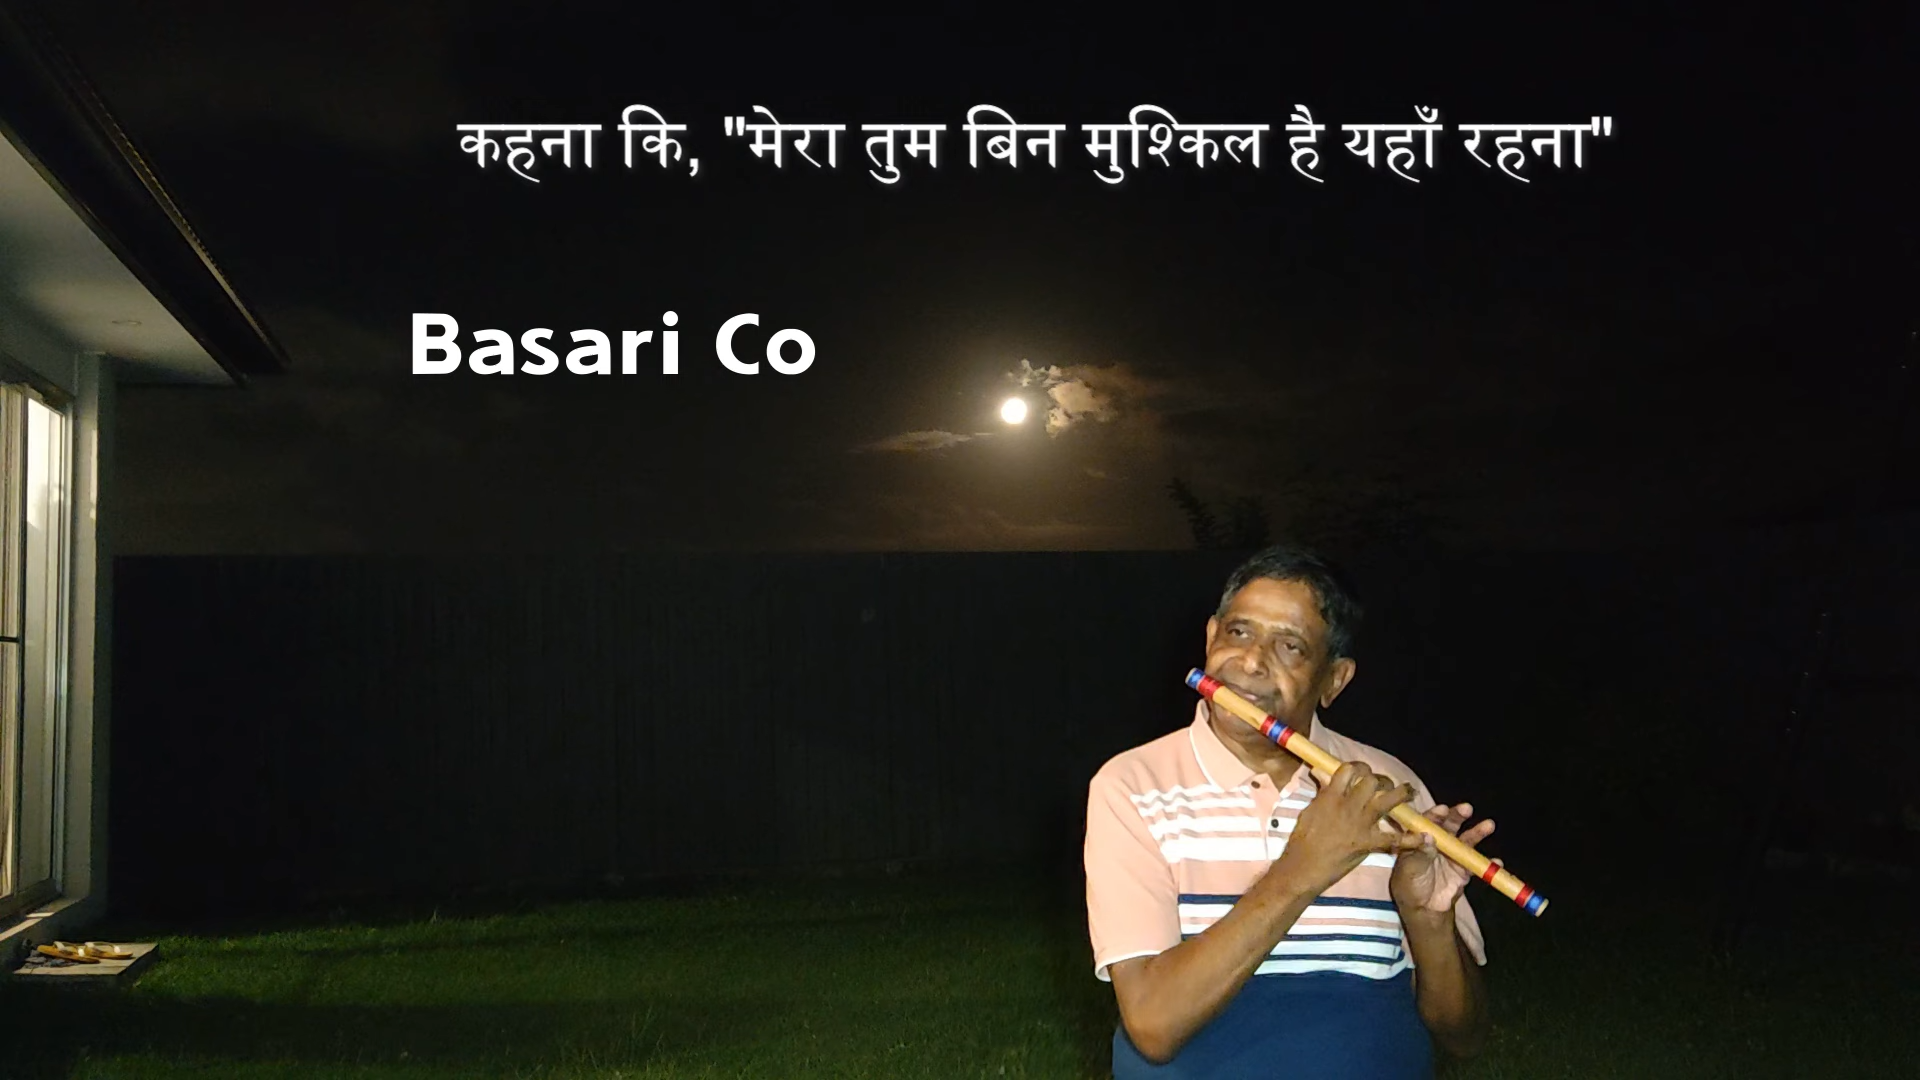 कहना कि, "मेरा तुम बिन मुश्किल है यहाँ रहना"
Basari Co